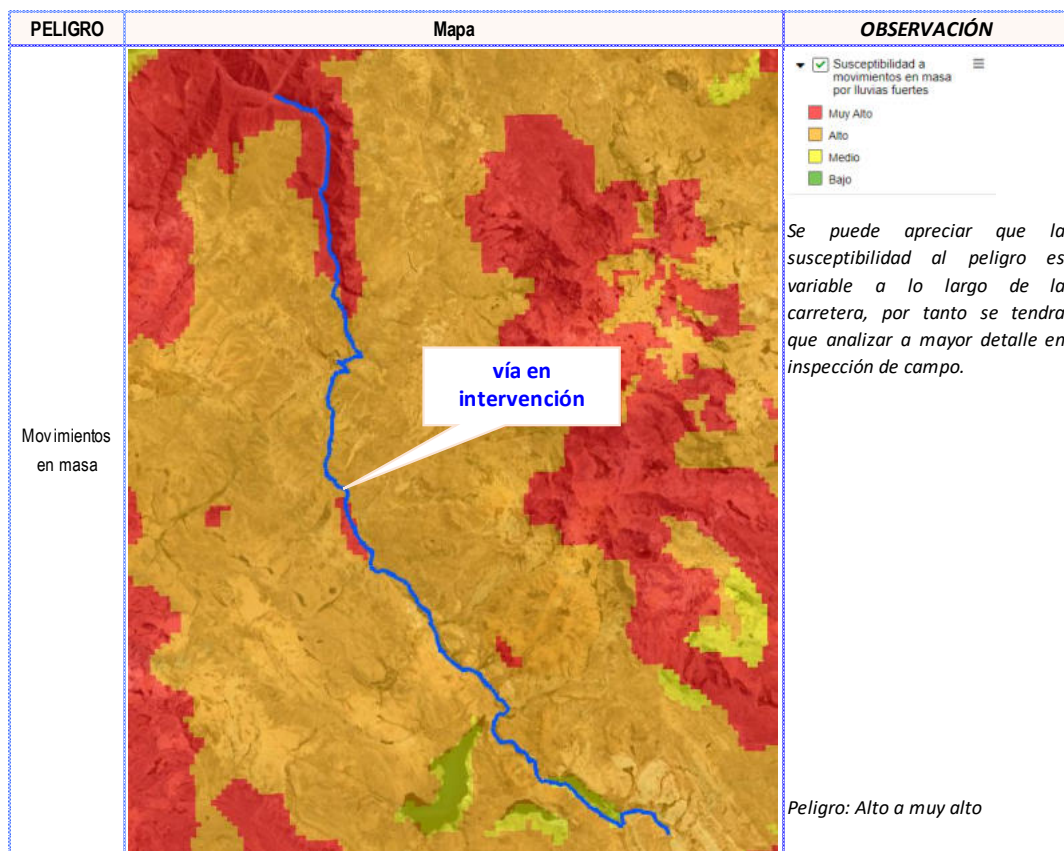 PELIGRO
Mapa
OBSERVACIÓN
Movimientos
en masa
vía en
intervención
Susceptibilidad a
movimientos en masa
por lluvias fuertes
Muy Alto
Alto
Medio
Bajo
Se puede apreciar que la
susceptibilidad al peligro es
variable a lo largo de la
carretera, por tanto se tendra
que analizar a mayor detalle en
inspección de campo.
Peligro: Alto a muy alto